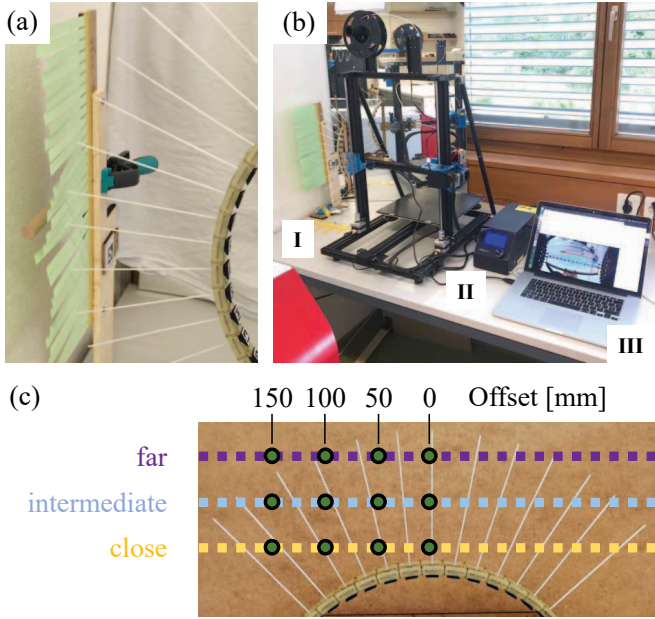 (a)
(b)
I
II
III
(c)
150 100 50 0 Offset [mm]
far
intermediate
close